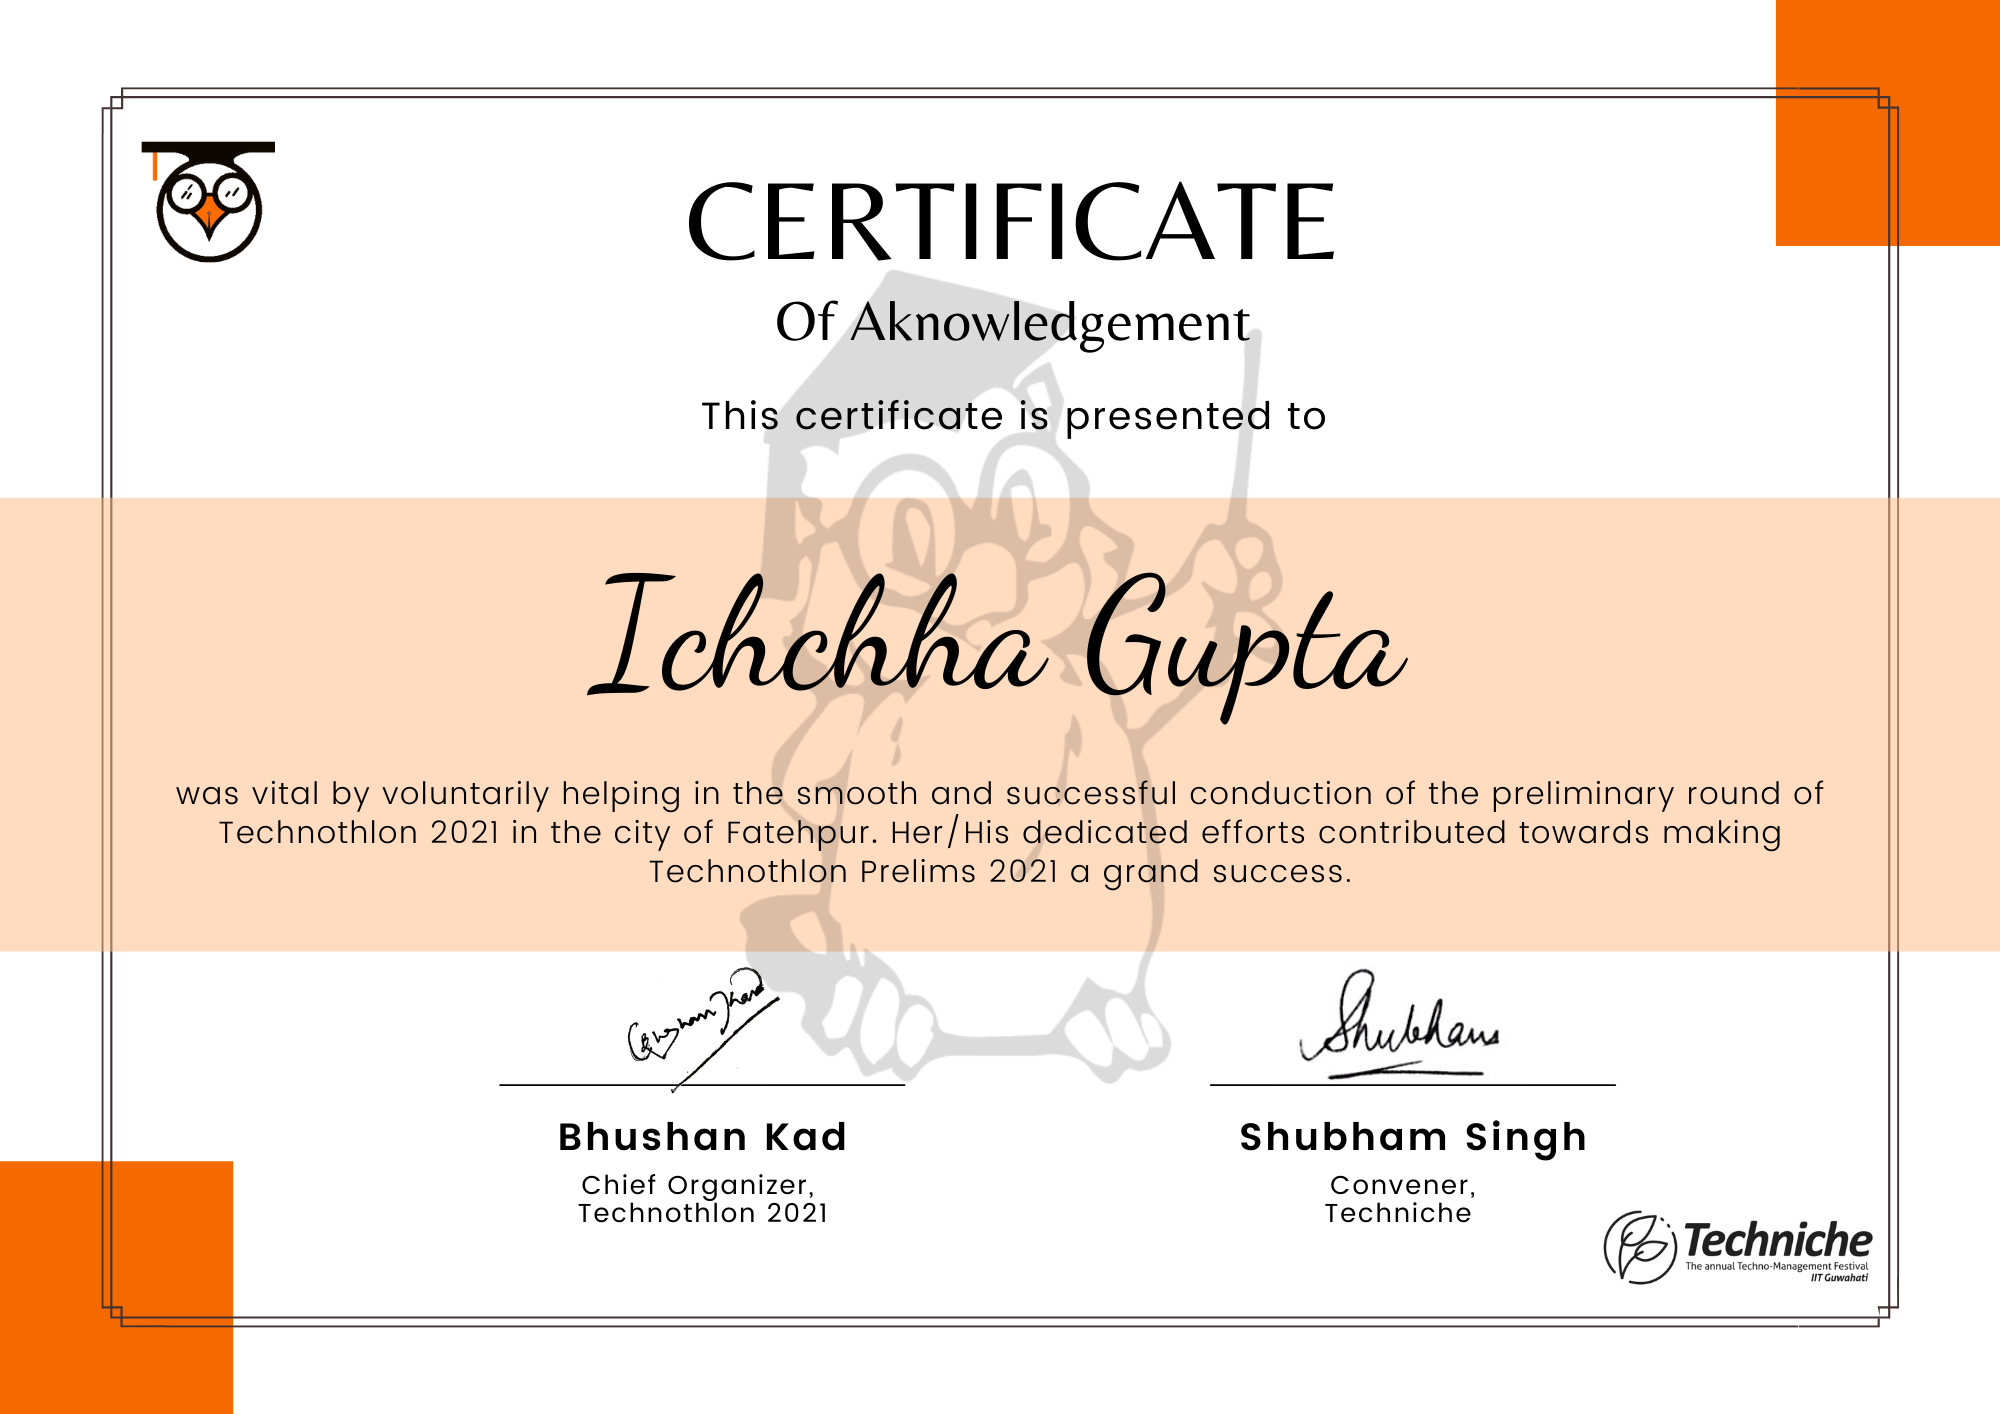 CERTIFICATE
Of Aknowledgement
This certificate is presented to
Ichchha Gupta
was vital by voluntarily helping in the smooth and successful conduction of the preliminary round of
Technothlon 2021 in the city of Fatehpur. Her/His dedicated efforts contributed towards making
Technothlon Prelims 2021 a grand success.
Bhushan Kad
Bhushan Kad
Chief Organizer,
Technothlon 2021
Shubham
Shubham Singh
Convener,
Techniche
Techniche
The annual Techno-Management Festival
IIT Guwahati